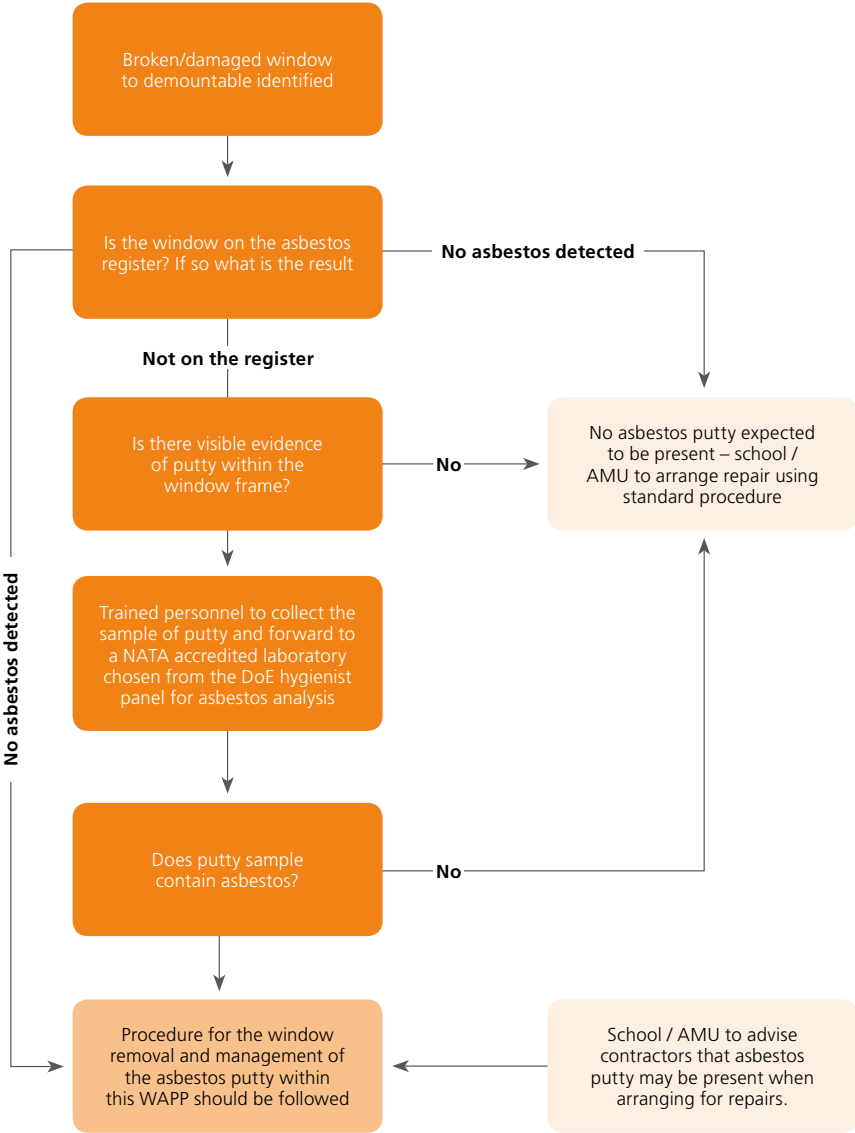 Broken/damaged window
to demountable identified
Is the window on the asbestos
register? If so what is the result
No asbestos detected
Not on the register
Is there visible evidence
of putty within the
window frame?
No
No asbestos putty expected
to be present – school /
AMU to arrange repair using
standard procedure
No asbestos detected
Trained personnel to collect the
sample of putty and forward to
a NATA accredited laboratory
chosen from the DoE hygienist
panel for asbestos analysis
Does putty sample
contain asbestos?
No
Procedure for the window
removal and management of
the asbestos putty within
this WAPP should be followed
School / AMU to advise
contractors that asbestos
putty may be present when
arranging for repairs.